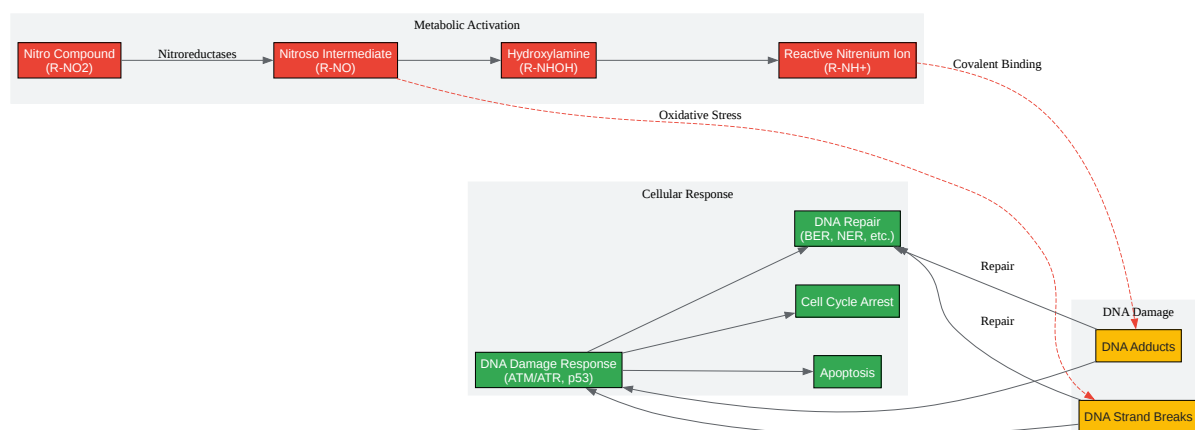 Metabolic Activation
Nitro Compound
(R-NO2)
Nitroreductases
Nitroso Intermediate
(R-NO)
Hydroxylamine
(R-NHOH)
Reactive Nitrenium Ion
(R-NH+)
Covalent Binding
Oxidative Stress
Cellular Response
DNA Repair
(BER, NER, etc.)
Repair
Cell Cycle Arrest
Repair
DNA Damage
DNA Adducts
DNA Damage Response
(ATM/ATR, p53)
Apoptosis
DNA Strand Breaks